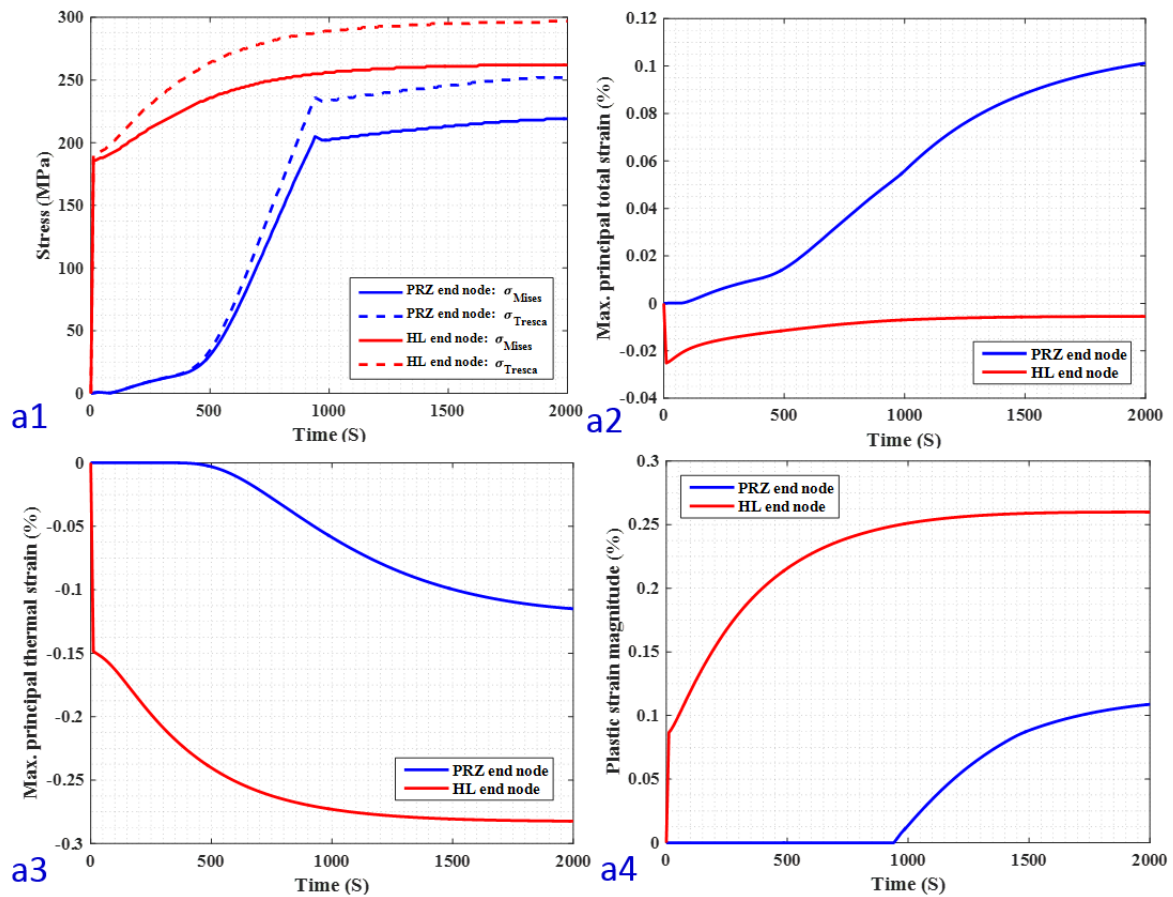 300
250
200
150
100
50
0
Stress (MPa)
PRZ end node: σMises
PRZ end node: σTresca
HL end node: σMises
HL end node: σTresca
0 500 1000 1500 2000
Time (S)
a1
0.12
0.1
0.08
0.06
0.04
0.02
0
-0.02
-0.04
Max. principal total strain (%)
PRZ end node
HL end node
0 500 1000 1500 2000
Time (S)
a2
0
-0.05
-0.1
-0.15
-0.2
-0.25
-0.3
Max. principal thermal strain (%)
PRZ end node
HL end node
0 500 1000 1500 2000
Time (S)
a3
0.3
0.25
0.2
0.15
0.1
0.05
0
Plastic strain magnitude (%)
PRZ end node
HL end node
0 500 1000 1500 2000
Time (S)
a4